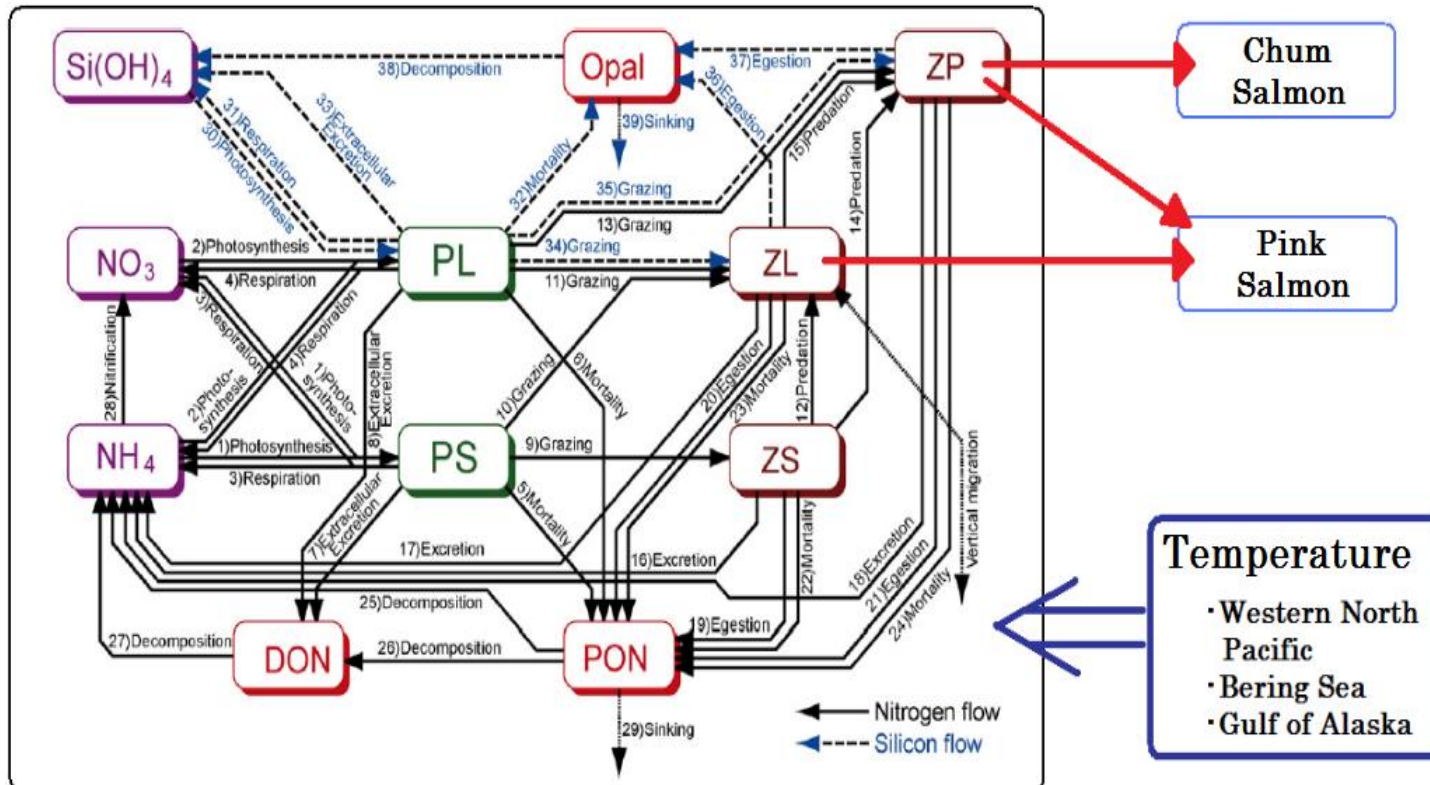 Si(OH)4
Opal
ZP
Chum
Salmon
38)Decomposition
37)Egestion
36)Egestion
39)Sinking
33)Extracellular
Excretion
31)Respiration
30)Photosynthesis
32)Mortality
35)Grazing
13)Grazing
15)Predation
14)Predation
NO3
2)Photosynthesis
4)Respiration
PL
34)Grazing
11)Grazing
ZL
Pink
Salmon
3)Respiration
4)Respiration
28)Nitrification
2)Photo-
synthesis
1)Photo-
synthesis
8)Extracellular
Excretion
10)Grazing
6)Mortality
20)Egestion
23)Mortality
12)Predation
NH4
1)Photosynthesis
3)Respiration
PS
9)Grazing
ZS
Vertical migration
7)Extracellular
Excretion
5)Mortality
17)Excretion
16)Excretion
22)Mortality
18)Excretion
21)Egestion
24)Mortality
25)Decomposition
19)Egestion
27)Decomposition
DON
26)Decomposition
PON
29)Sinking
Nitrogen flow
Silicon flow
Temperature
・Western North
Pacific
・Bering Sea
・Gulf of Alaska